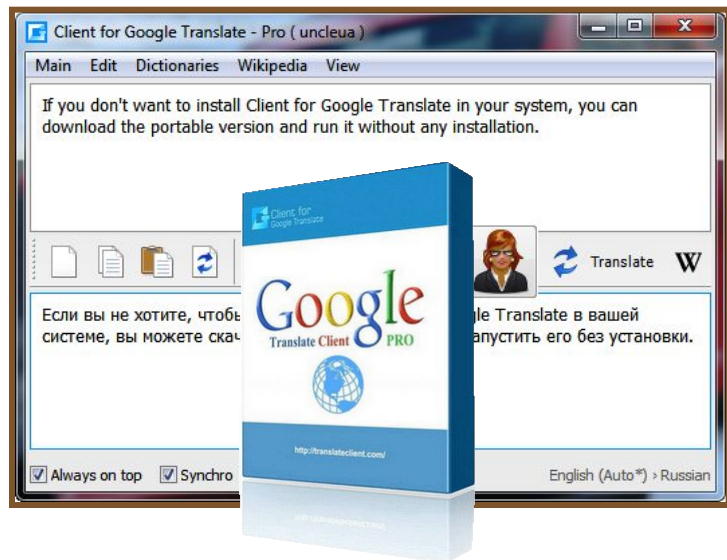 Client for Google Translate - Pro ( uncleua )
Main Edit Dictionaries Wikipedia View
If you don't want to install Client for Google Translate in your system, you can
download the portable version and run it without any installation.
Client for
Google Translate
Translate W
Google
Translate Client PRO
Если вы не хотите, чтобы
le Translate в вашей
системе, вы можете скач
апустить его без установки.
http://translateclient.com/
Always on top Synchro
English (Auto*) › Russian